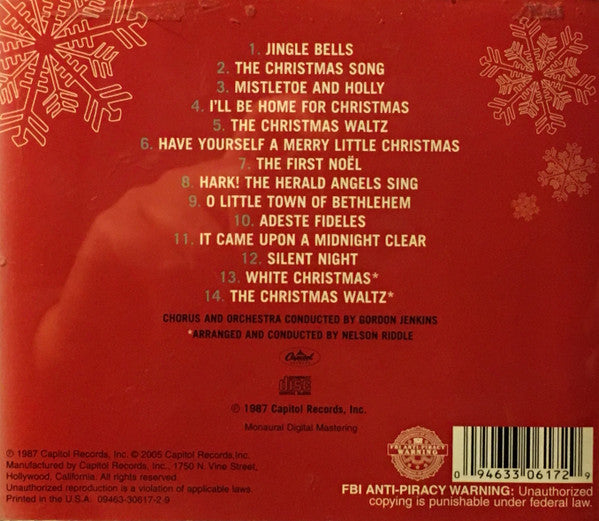 1. JINGLE BELLS
2. THE CHRISTMAS SONG
3. MISTLETOE AND HOLLY
4. I'LL BE HOME FOR CHRISTMAS
5. THE CHRISTMAS WALTZ
6. HAVE YOURSELF A MERRY LITTLE CHRISTMAS
7. THE FIRST NOËL
8. HARK! THE HERALD ANGELS SING
9. O LITTLE TOWN OF BETHLEHEM
10. ADESTE FIDELES
11. IT CAME UPON A MIDNIGHT CLEAR
12. SILENT NIGHT
13. WHITE CHRISTMAS*
14. THE CHRISTMAS WALTZ*
CHORUS AND ORCHESTRA CONDUCTED BY GORDON JENKINS
*ARRANGED AND CONDUCTED BY NELSON RIDDLE
Capitol
disc
℗ 1987 Capitol Records, Inc.
Monaural Digital Mastering
℗ 1987 Capitol Records, Inc. © 2005 Capitol Records,Inc.
Manufactured by Capitol Records, Inc., 1750 N. Vine Street,
Hollywood, California. All rights reserved.
Unauthorized reproduction is a violation of applicable laws.
Printed in the U.S.A. 09463-30617-2-9
FBI ANTI-PIRACY
WARNING
0 94633 06172 9
FBI ANTI-PIRACY WARNING: Unauthorized
copying is punishable under federal law.